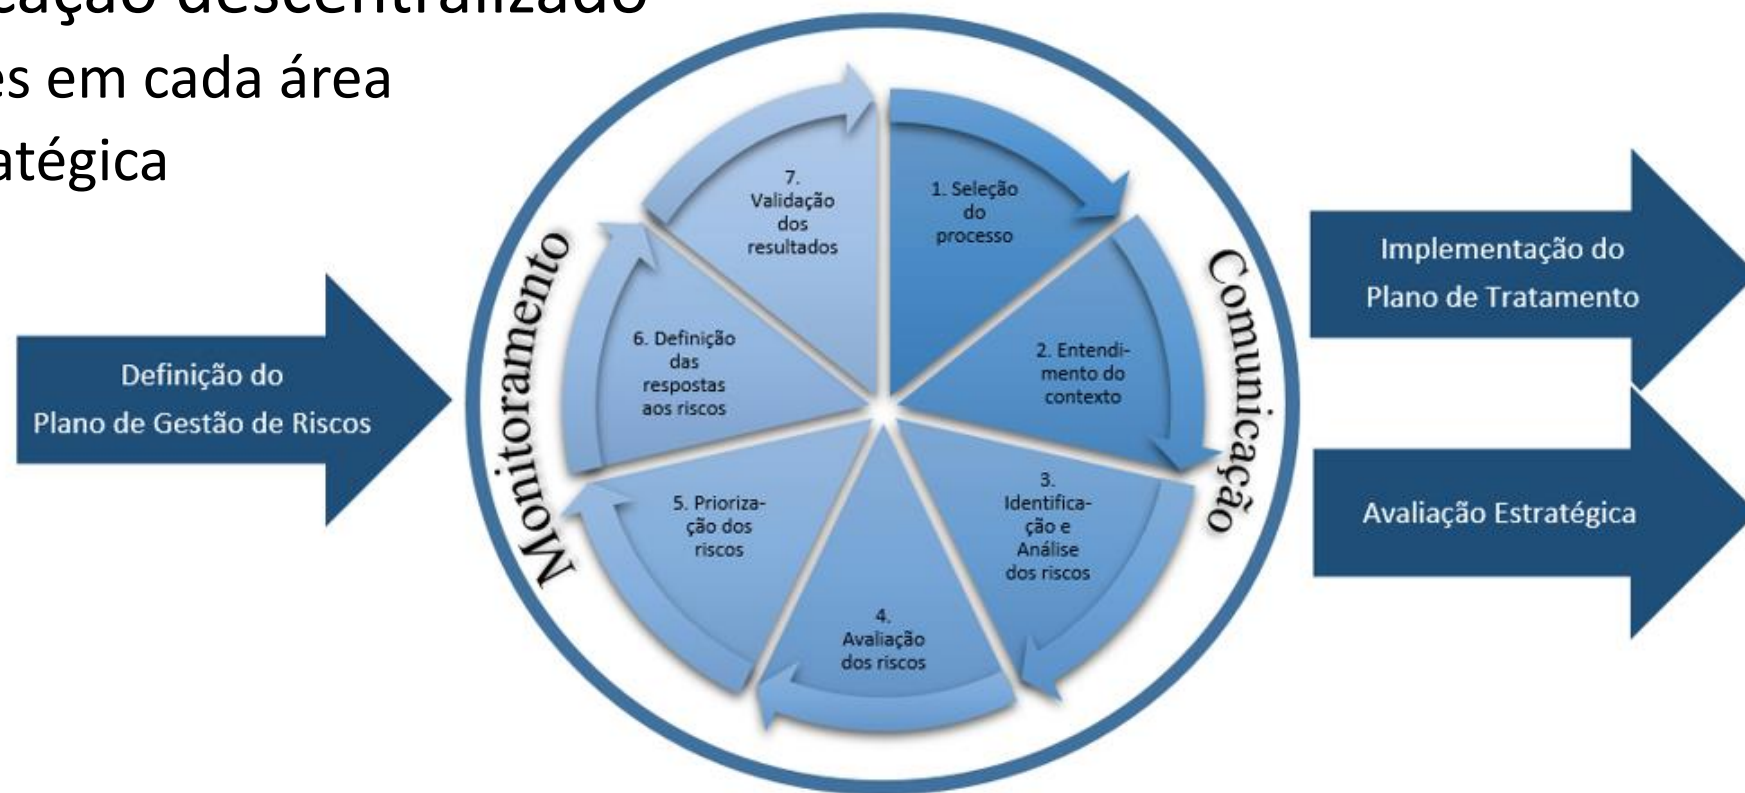 cação descentralizado
es em cada área
atégica
Definição do
Plano de Gestão de Riscos
Monitoramento
7.
Validação
dos
resultados
1. Seleção
do
processo
6. Definição
das
respostas
aos riscos
2. Entendi-
mento do
contexto
5. Prioriza-
ção dos
riscos
3.
Identifica-
ção e
Análise
dos riscos
4.
Avaliação
dos riscos
Comunicação
Implementação do
Plano de Tratamento
Avaliação Estratégica